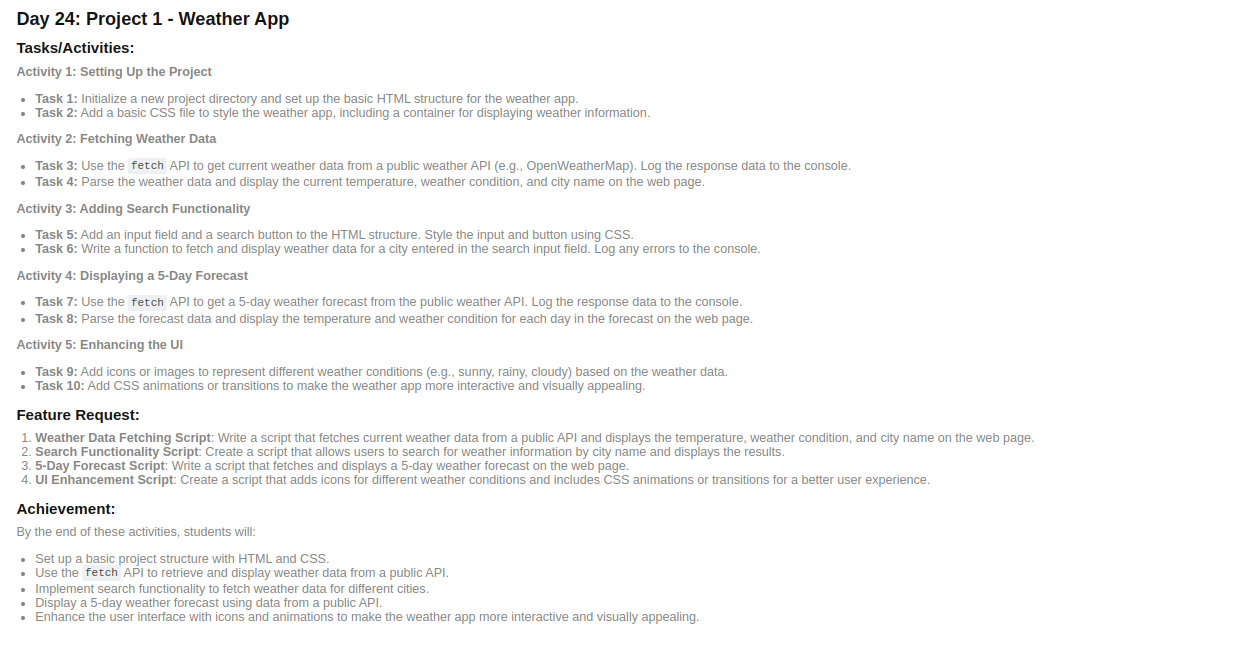 Day 24: Project 1 - Weather App
Tasks/Activities:
Activity 1: Setting Up the Project
Task 1: Initialize a new project directory and set up the basic HTML structure for the weather app.
Task 2: Add a basic CSS file to style the weather app, including a container for displaying weather information.
Activity 2: Fetching Weather Data
Task 3: Use the fetch API to get current weather data from a public weather API (e.g., OpenWeatherMap). Log the response data to the console.
Task 4: Parse the weather data and display the current temperature, weather condition, and city name on the web page.
Activity 3: Adding Search Functionality
Task 5: Add an input field and a search button to the HTML structure. Style the input and button using CSS.
Task 6: Write a function to fetch and display weather data for a city entered in the search input field. Log any errors to the console.
Activity 4: Displaying a 5-Day Forecast
Task 7: Use the fetch API to get a 5-day weather forecast from the public weather API. Log the response data to the console.
Task 8: Parse the forecast data and display the temperature and weather condition for each day in the forecast on the web page.
Activity 5: Enhancing the UI
Task 9: Add icons or images to represent different weather conditions (e.g., sunny, rainy, cloudy) based on the weather data.
Task 10: Add CSS animations or transitions to make the weather app more interactive and visually appealing.
Feature Request:
1. Weather Data Fetching Script: Write a script that fetches current weather data from a public API and displays the temperature, weather condition, and city name on the web page.
2. Search Functionality Script: Create a script that allows users to search for weather information by city name and displays the results.
3. 5-Day Forecast Script: Write a script that fetches and displays a 5-day weather forecast on the web page.
4. UI Enhancement Script: Create a script that adds icons for different weather conditions and includes CSS animations or transitions for a better user experience.
Achievement:
By the end of these activities, students will:
Set up a basic project structure with HTML and CSS.
Use the fetch API to retrieve and display weather data from a public API.
Implement search functionality to fetch weather data for different cities.
Display a 5-day weather forecast using data from a public API.
Enhance the user interface with icons and animations to make the weather app more interactive and visually appealing.